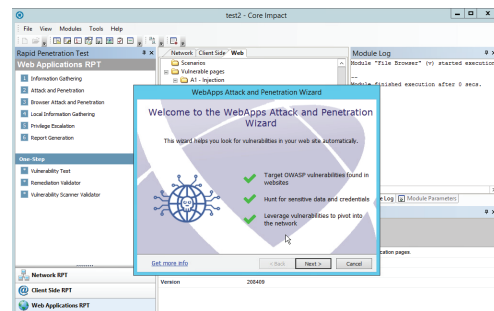 test2 - Core Impact
File View Modules Tools Help
Rapid Penetration Test
Web Applications RPT
1 Information Gathering
2 Attack and Penetration
3 Browser Attack and Penetration
4 Local Information Gathering
5 Privilege Escalation
6 Report Generation
One-Step
Vulnerability Test
Remediation Validator
Vulnerability Scanner Validator
Network RPT
Client Side RPT
Web Applications RPT
Network Client Side Web
Scenarios
Vulnerable pages
A1 - Injection
Module Log
Module "File Browser" (v) started execution
--
Module finished execution after 0 secs.
WebApps Attack and Penetration Wizard
Welcome to the WebApps Attack and Penetration
Wizard
This wizard helps you look for vulnerabilities in your web site automatically.
Target OWASP vulnerabilities found in
websites
Hunt for sensitive data and credentials
Leverage vulnerabilities to pivot into
the network
Get more info
< Back Next > Cancel
e Log Module Parameters
cation pages
Version 208409